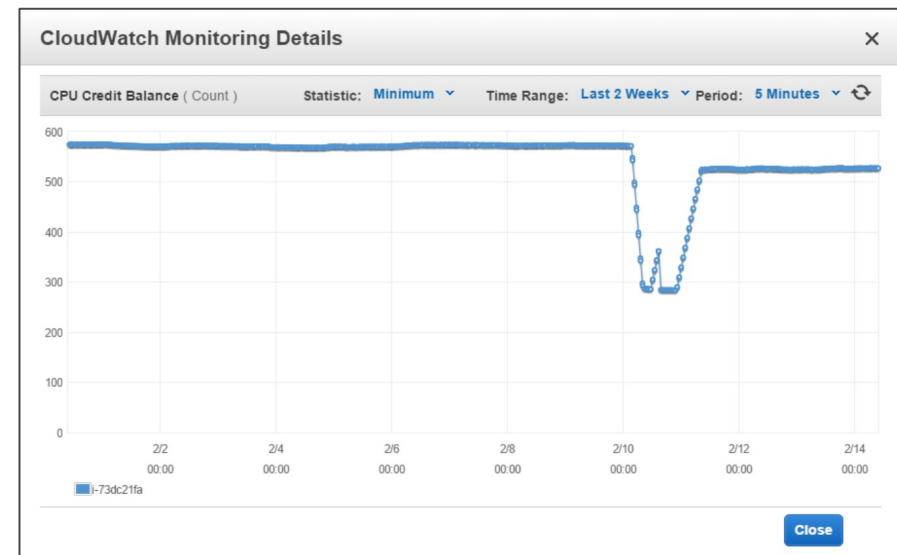 CloudWatch Monitoring Details ×
CPU Credit Balance ( Count ) Statistic: Minimum Time Range: Last 2 Weeks Period: 5 Minutes
600
500
400
300
200
100
0
2/2 2/4 2/6 2/8 2/10 2/12 2/14
00:00 00:00 00:00 00:00 00:00 00:00 00:00
i-73dc21fa
Close